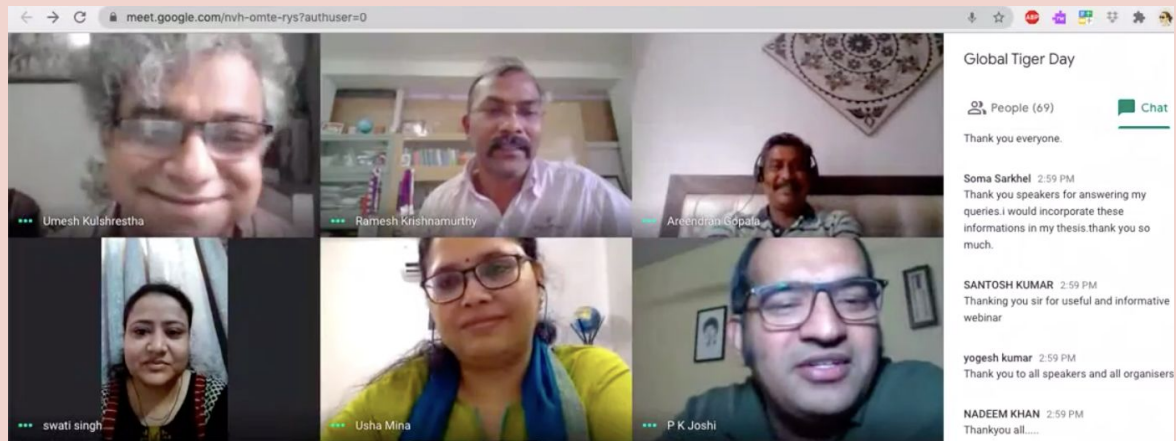 meet.google.com/nvh-omte-rys?authuser=0
ABP
Umesh Kulshrestha
Ramesh Krishnamurthy
Areendran Gopala
swati singh
Usha Mina
P K Joshi
Global Tiger Day
People (69)
Chat
Thank you everyone.
Soma Sarkhel 2:59 PM
Thank you speakers for answering my
queries.i would incorporate these
informations in my thesis.thank you so
much.
SANTOSH KUMAR 2:59 PM
Thanking you sir for useful and informative
webinar
yogesh kumar 2:59 PM
Thank you to all speakers and all organisers
NADEEM KHAN 2:59 PM
Thankyou all.....